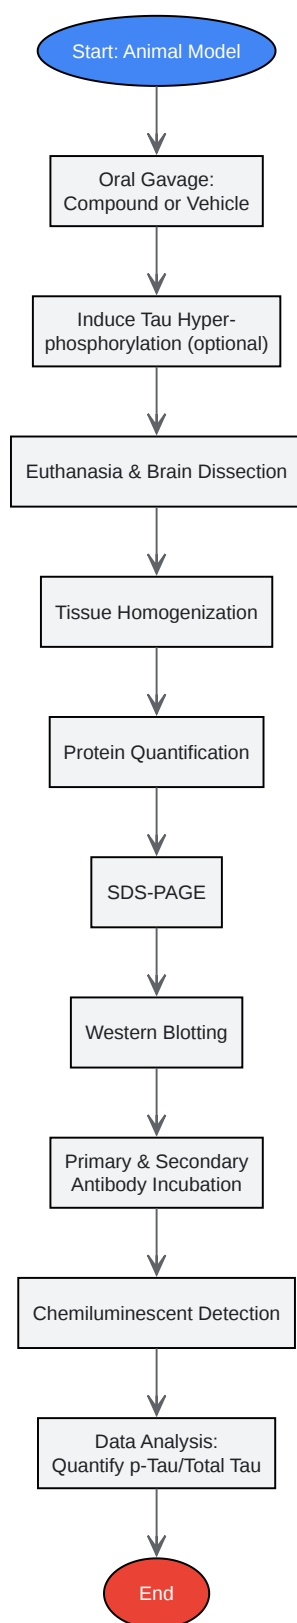 Start: Animal Model
Oral Gavage:
Compound or Vehicle
Induce Tau Hyper-
phosphorylation (optional)
Euthanasia & Brain Dissection
Tissue Homogenization
Protein Quantification
SDS-PAGE
Western Blotting
Primary & Secondary
Antibody Incubation
Chemiluminescent Detection
Data Analysis:
Quantify p-Tau/Total Tau
End